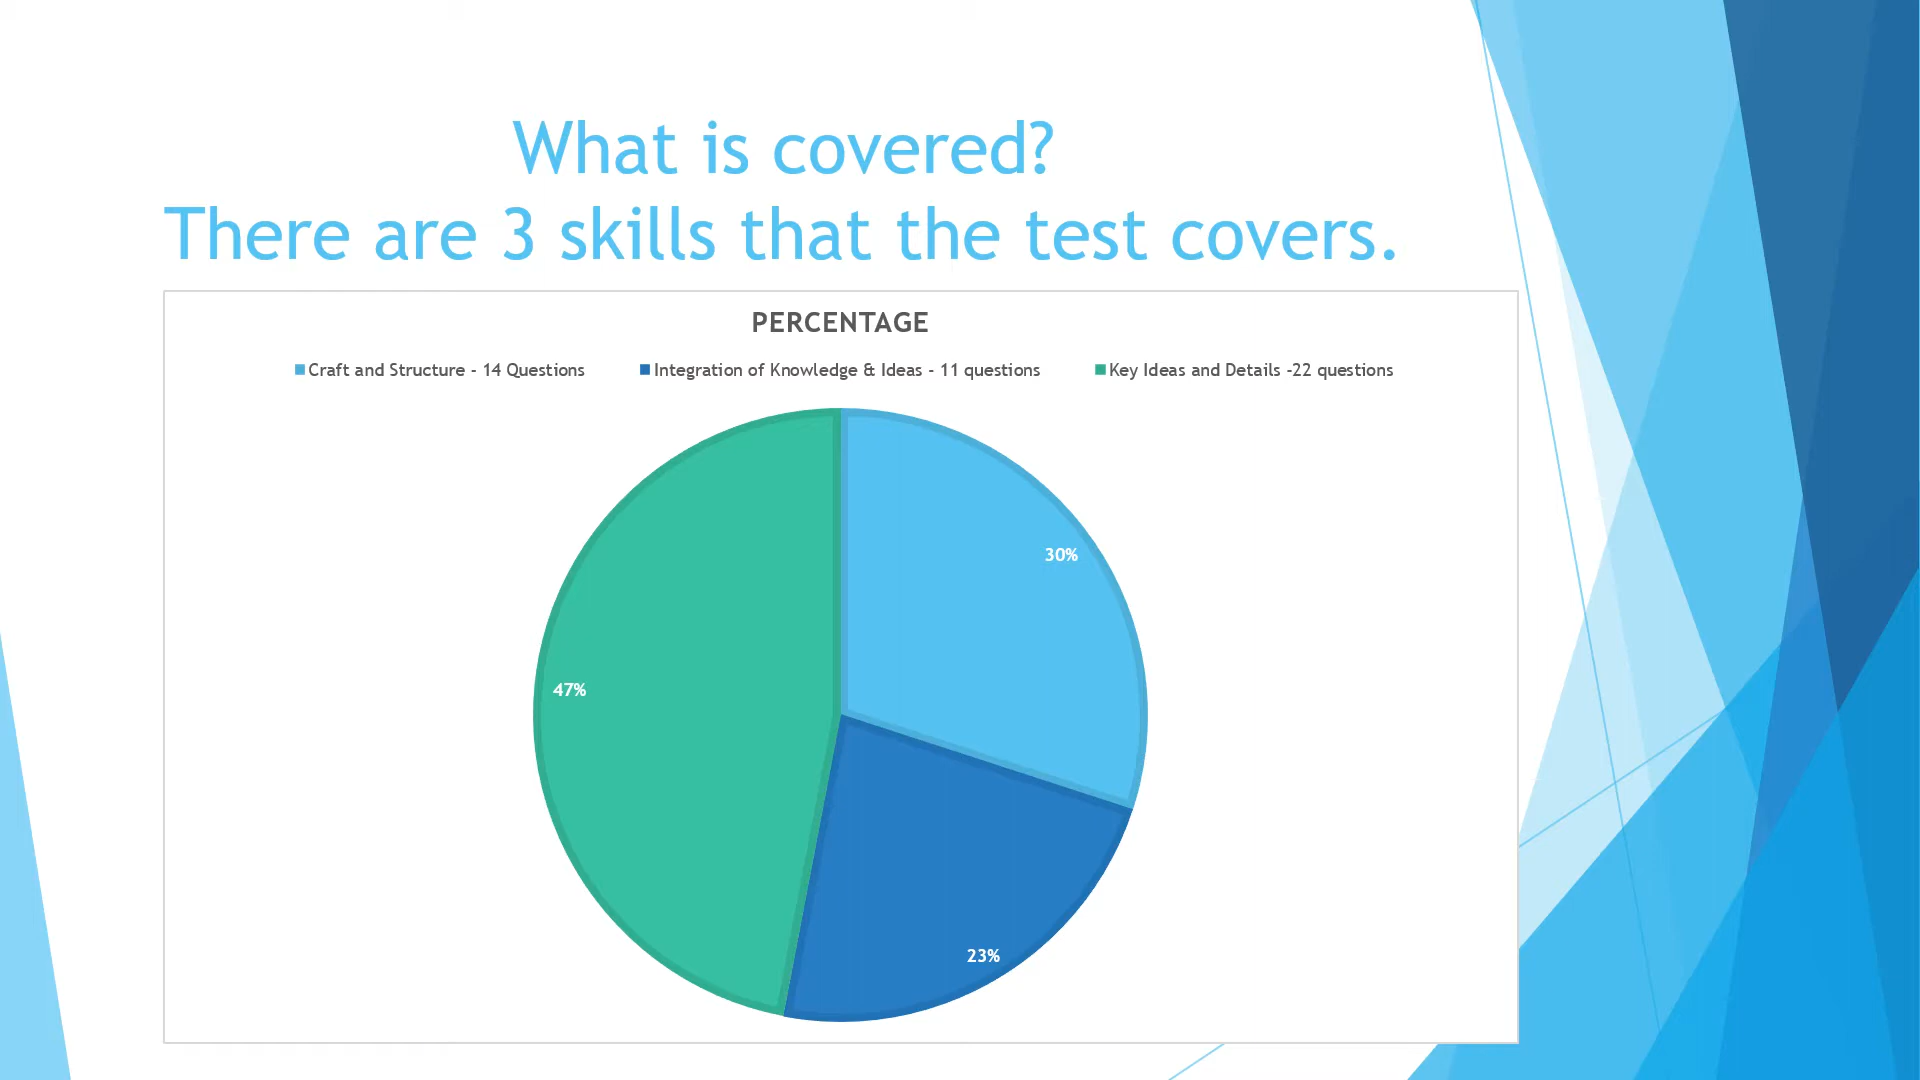 What is covered?
There are 3 skills that the test covers.
PERCENTAGE
Craft and Structure - 14 Questions
Integration of Knowledge & Ideas - 11 questions
Key Ideas and Details -22 questions
30%
47%
23%